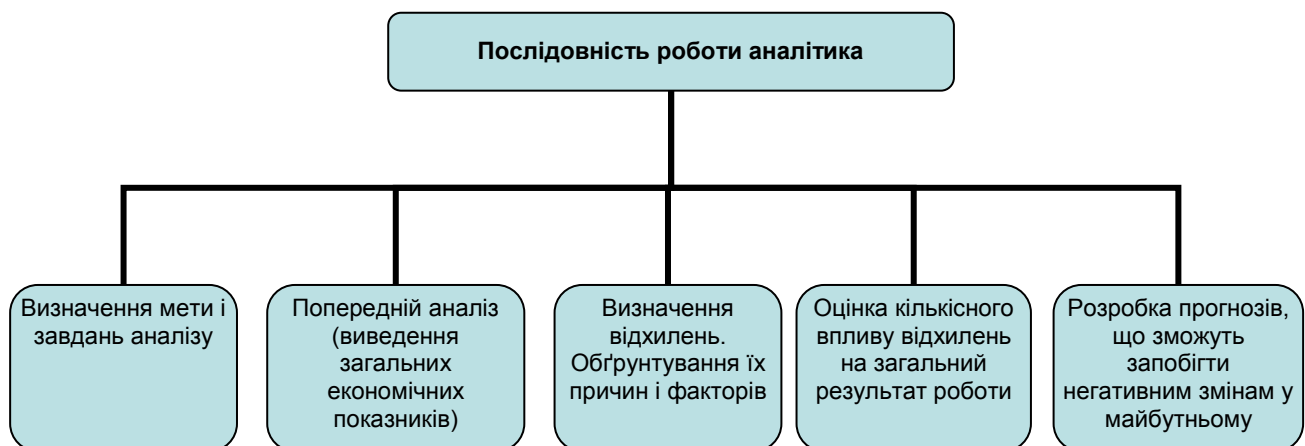 Послідовність роботи аналітика
Визначення мети і
завдань аналізу
Попередній аналіз
(виведення
загальних
економічних
показників)
Визначення
відхилень.
Обґрунтування їх
причин і факторів
Оцінка кількісного
впливу відхилень
на загальний
результат роботи
Розробка прогнозів,
що зможуть
запобігти
негативним змінам у
майбутньому